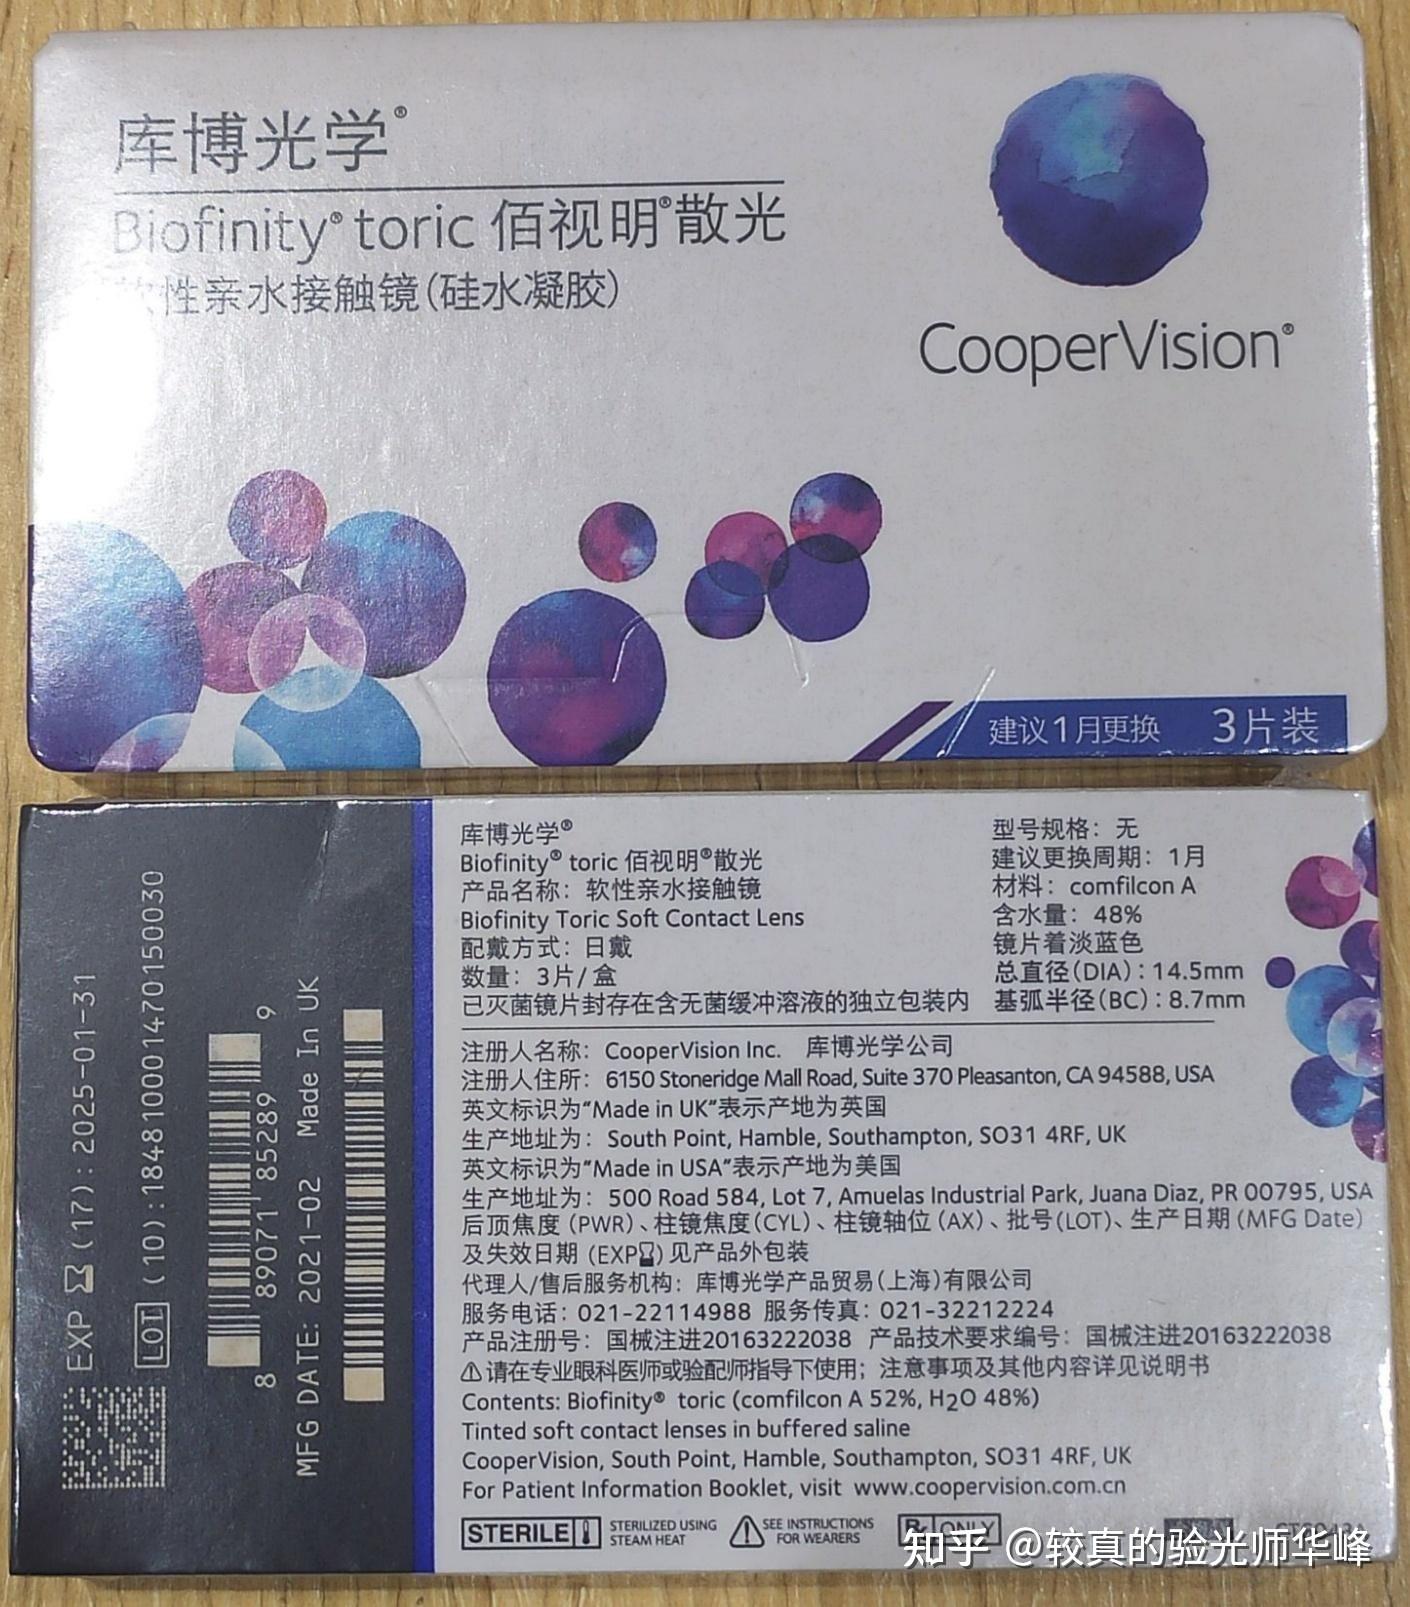 库博光学®
Biofinity® toric 佰视明®散光
软性亲水接触镜(硅水凝胶)
CooperVision®
建议1月更换 3片装
EXP (17): 2025-01-31
LOT (10):184810001470150030
8 89071 85289 9
MFG DATE: 2021-02 Made In UK
库博光学®
Biofinity® toric 佰视明®散光
产品名称：软性亲水接触镜
Biofinity Toric Soft Contact Lens
配戴方式：日戴
数量：3片/盒
已灭菌镜片封存在含无菌缓冲溶液的独立包装内
型号规格：无
建议更换周期：1月
材料：comfilcon A
含水量：48%
镜片着淡蓝色
总直径(DIA)：14.5mm
基弧半径(BC)：8.7mm
注册人名称：CooperVision Inc. 库博光学公司
注册人住所：6150 Stoneridge Mall Road, Suite 370 Pleasanton, CA 94588, USA
英文标识为“Made in UK”表示产地为英国
生产地址为：South Point, Hamble, Southampton, SO31 4RF, UK
英文标识为“Made in USA”表示产地为美国
生产地址为：500 Road 584, Lot 7, Amuelas Industrial Park, Juana Diaz, PR 00795, USA
后顶焦度(PWR)、柱镜焦度(CYL)、柱镜轴位(AX)、批号(LOT)、生产日期(MFG Date)
及失效日期(EXP)见产品外包装
代理人/售后服务机构：库博光学产品贸易(上海)有限公司
服务电话：021-22114988 服务传真：021-32212224
产品注册号：国械注进20163222038 产品技术要求编号：国械注进20163222038
⚠请在专业眼科医师或验配师指导下使用；注意事项及其他内容详见说明书
Contents: Biofinity® toric (comfilcon A 52%, H2O 48%)
Tinted soft contact lenses in buffered saline
CooperVision, South Point, Hamble, Southampton, SO31 4RF, UK
For Patient Information Booklet, visit www.coopervision.com.cn
STERILE
STERILIZED USING
STEAM HEAT
SEE INSTRUCTIONS
FOR WEARERS
ONLY
知乎 @较真的验光师华峰